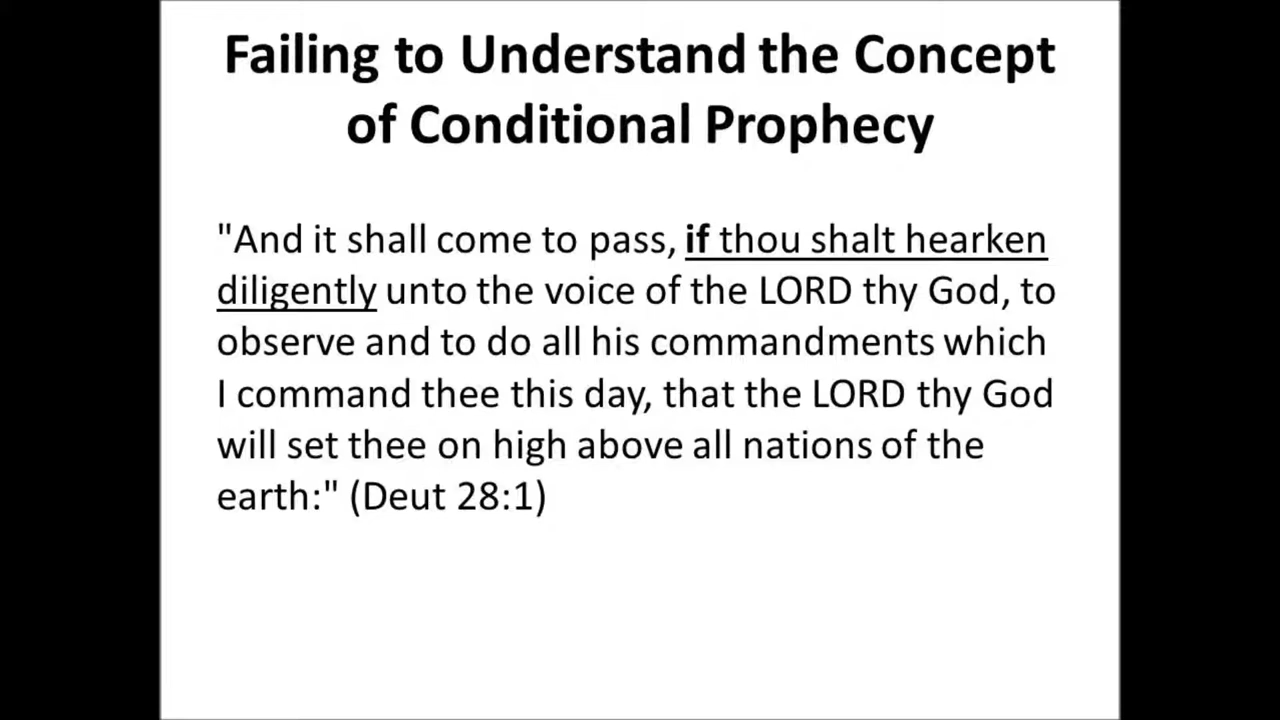 Failing to Understand the Concept
of Conditional Prophecy
"And it shall come to pass, if thou shalt hearken
diligently unto the voice of the LORD thy God, to
observe and to do all his commandments which
I command thee this day, that the LORD thy God
will set thee on high above all nations of the
earth:" (Deut 28:1)